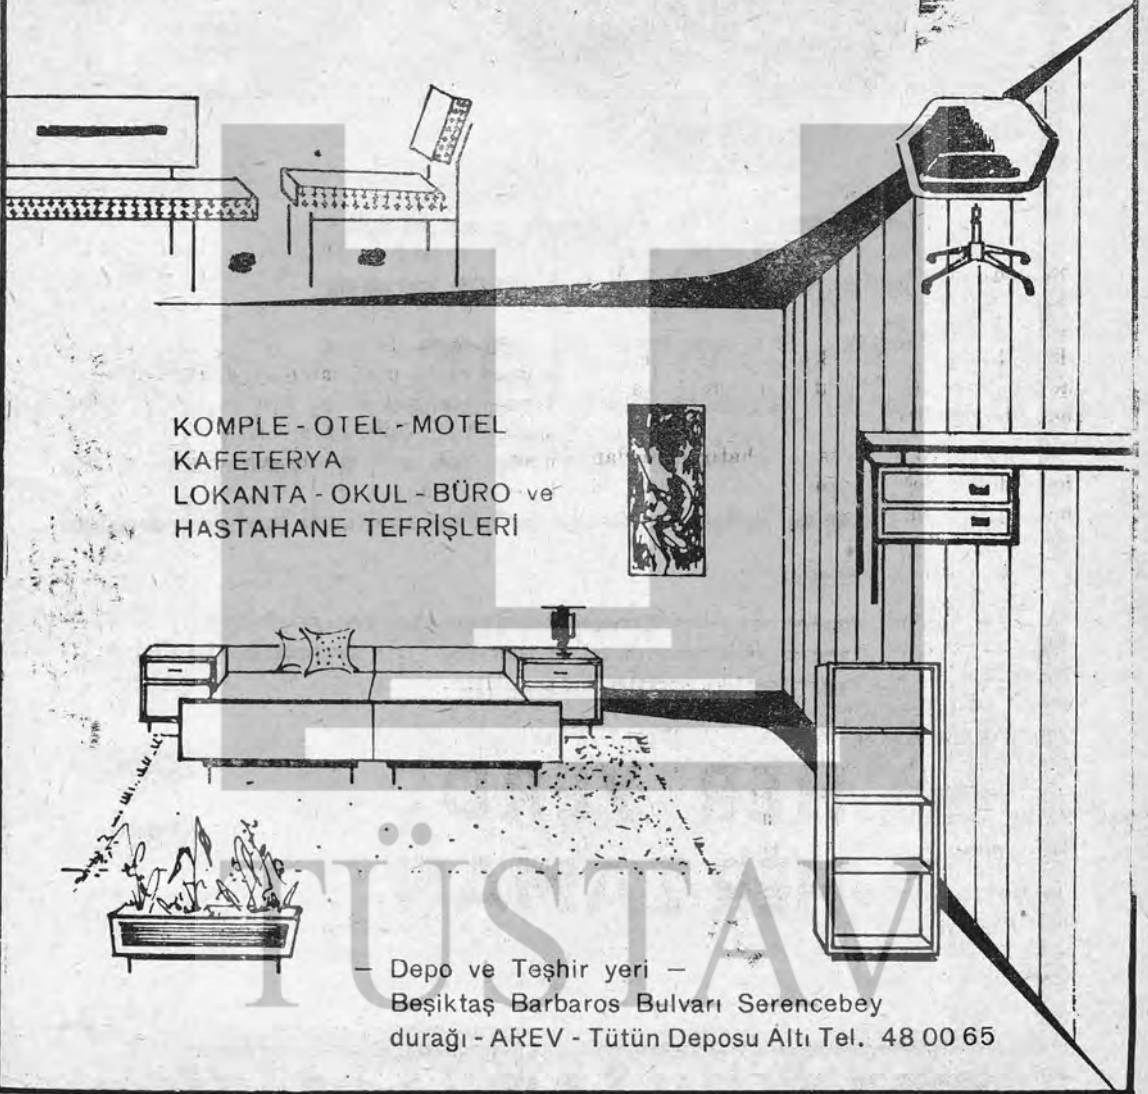 KOMPLE - OTEL - MOTEL
KAFETERYA
LOKANTA - OKUL - BÜRO ve
HASTAHANE TEFRİŞLERİ
TÜSTAV
— Depo ve Teşhir yeri —
Beşiktaş Barbaros Bulvarı Serencebey
durağı - AREV - Tütün Deposu Altı Tel. 48 00 65